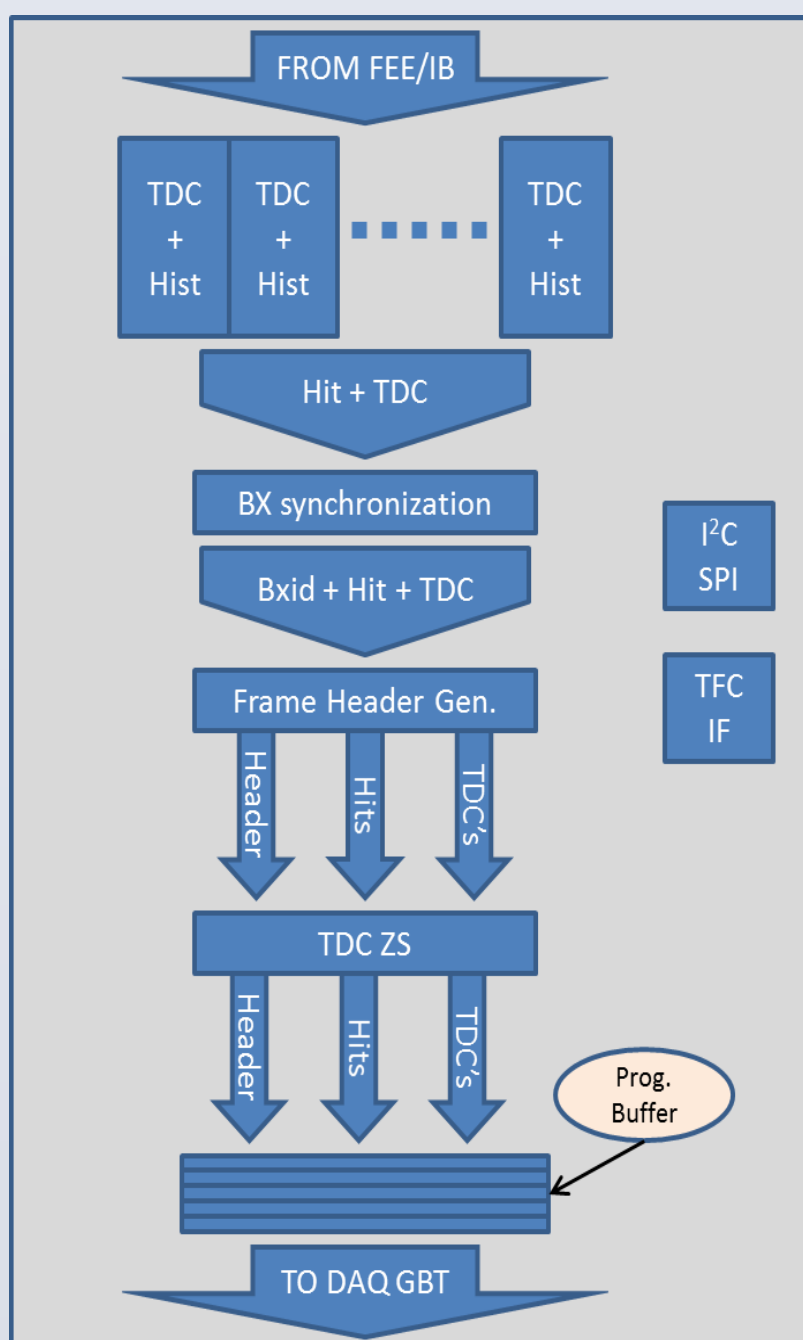 FROM FEE/IB
TDC
+
Hist
TDC
+
Hist
TDC
+
Hist
Hit + TDC
BX synchronization
I²C
SPI
Bxid + Hit + TDC
Frame Header Gen.
TFC
IF
Header
Hits
TDC's
TDC ZS
Header
Hits
TDC's
Prog.
Buffer
TO DAQ GBT